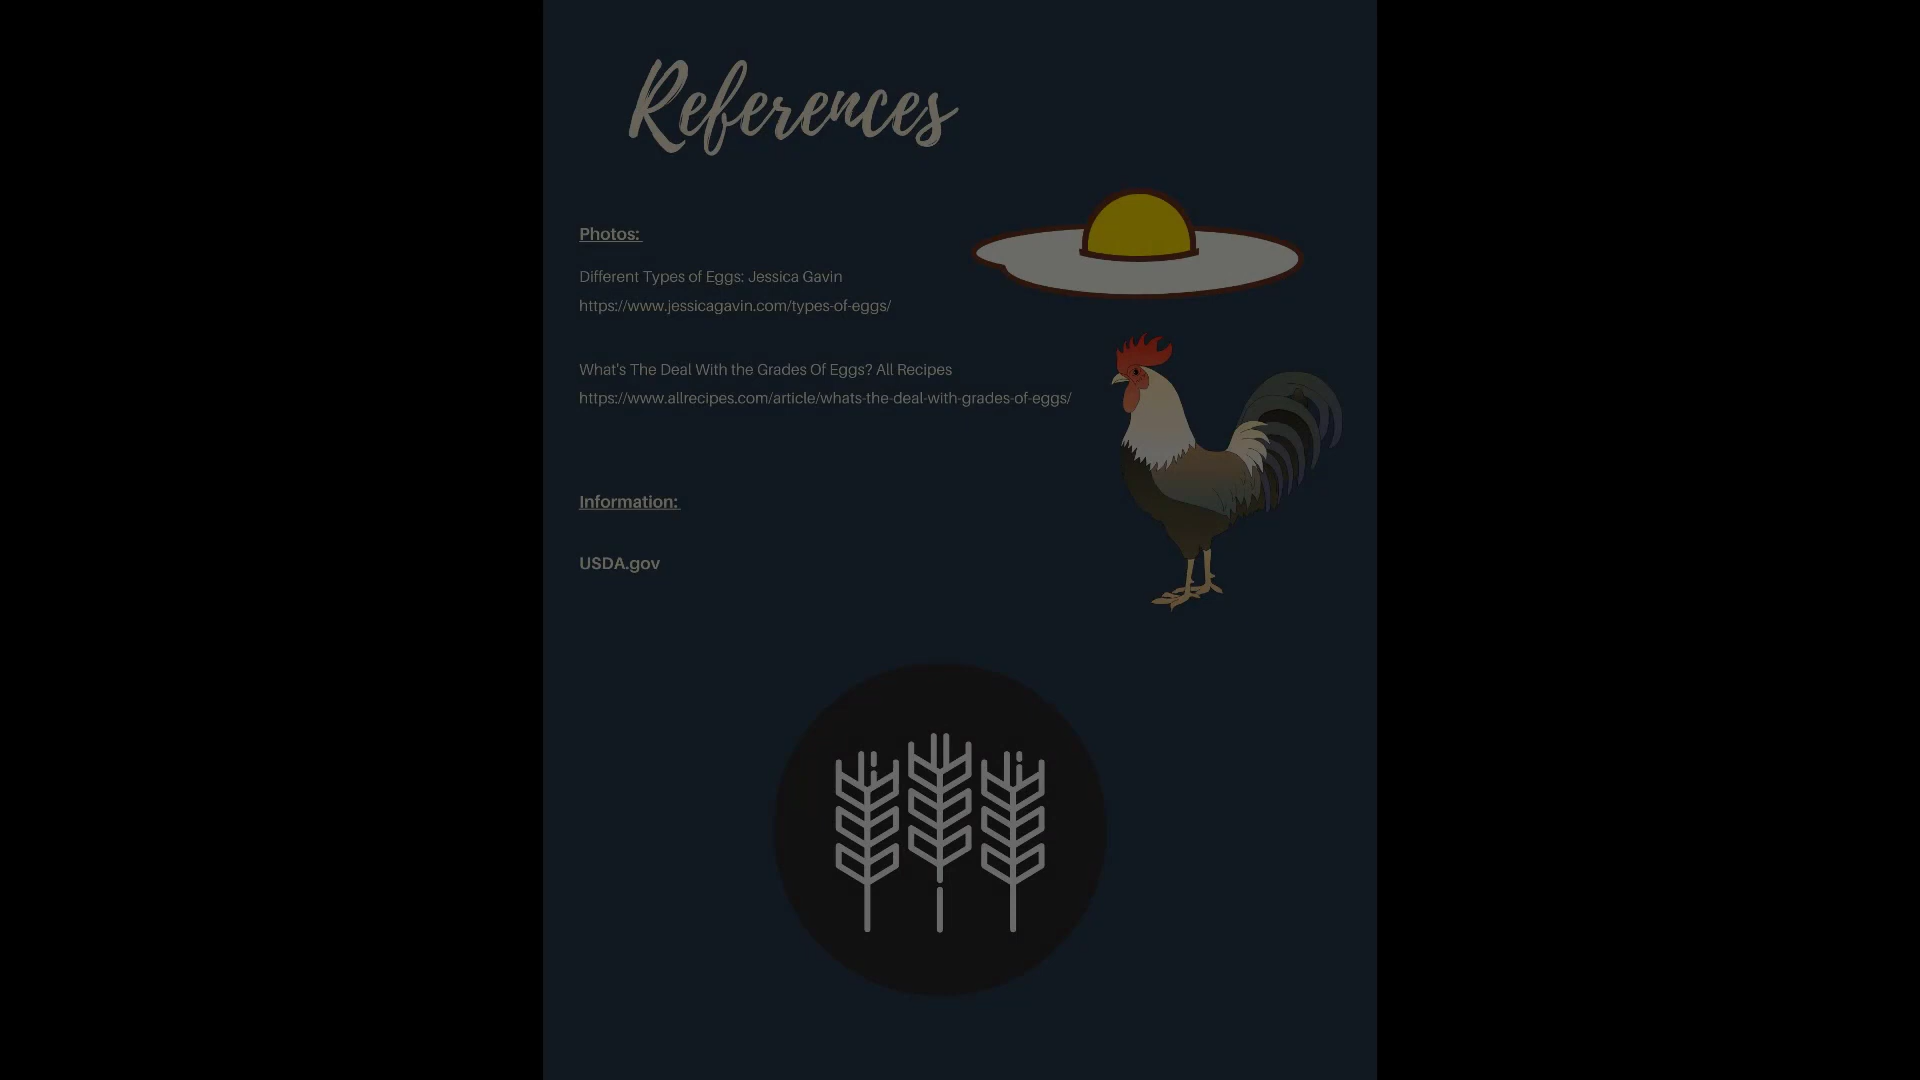 References
Photos:
Different Types of Eggs: Jessica Gavin
https://www.jessicagavin.com/types-of-eggs/
What's The Deal With the Grades Of Eggs? All Recipes
https://www.allrecipes.com/article/whats-the-deal-with-grades-of-eggs/
Information:
USDA.gov